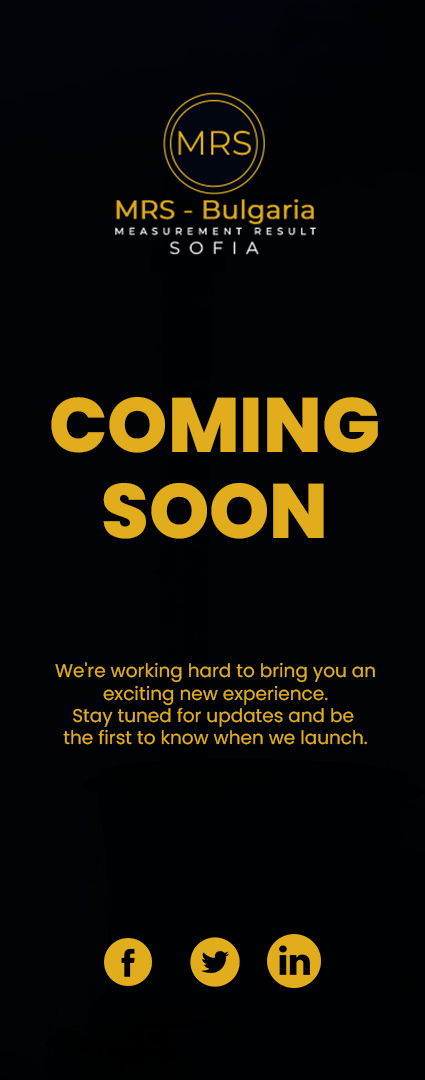 MRS
MRS - Bulgaria
MEASUREMENT RESULT
SOFIA
COMING
SOON
We're working hard to bring you an
exciting new experience.
Stay tuned for updates and be
the first to know when we launch.
f
in